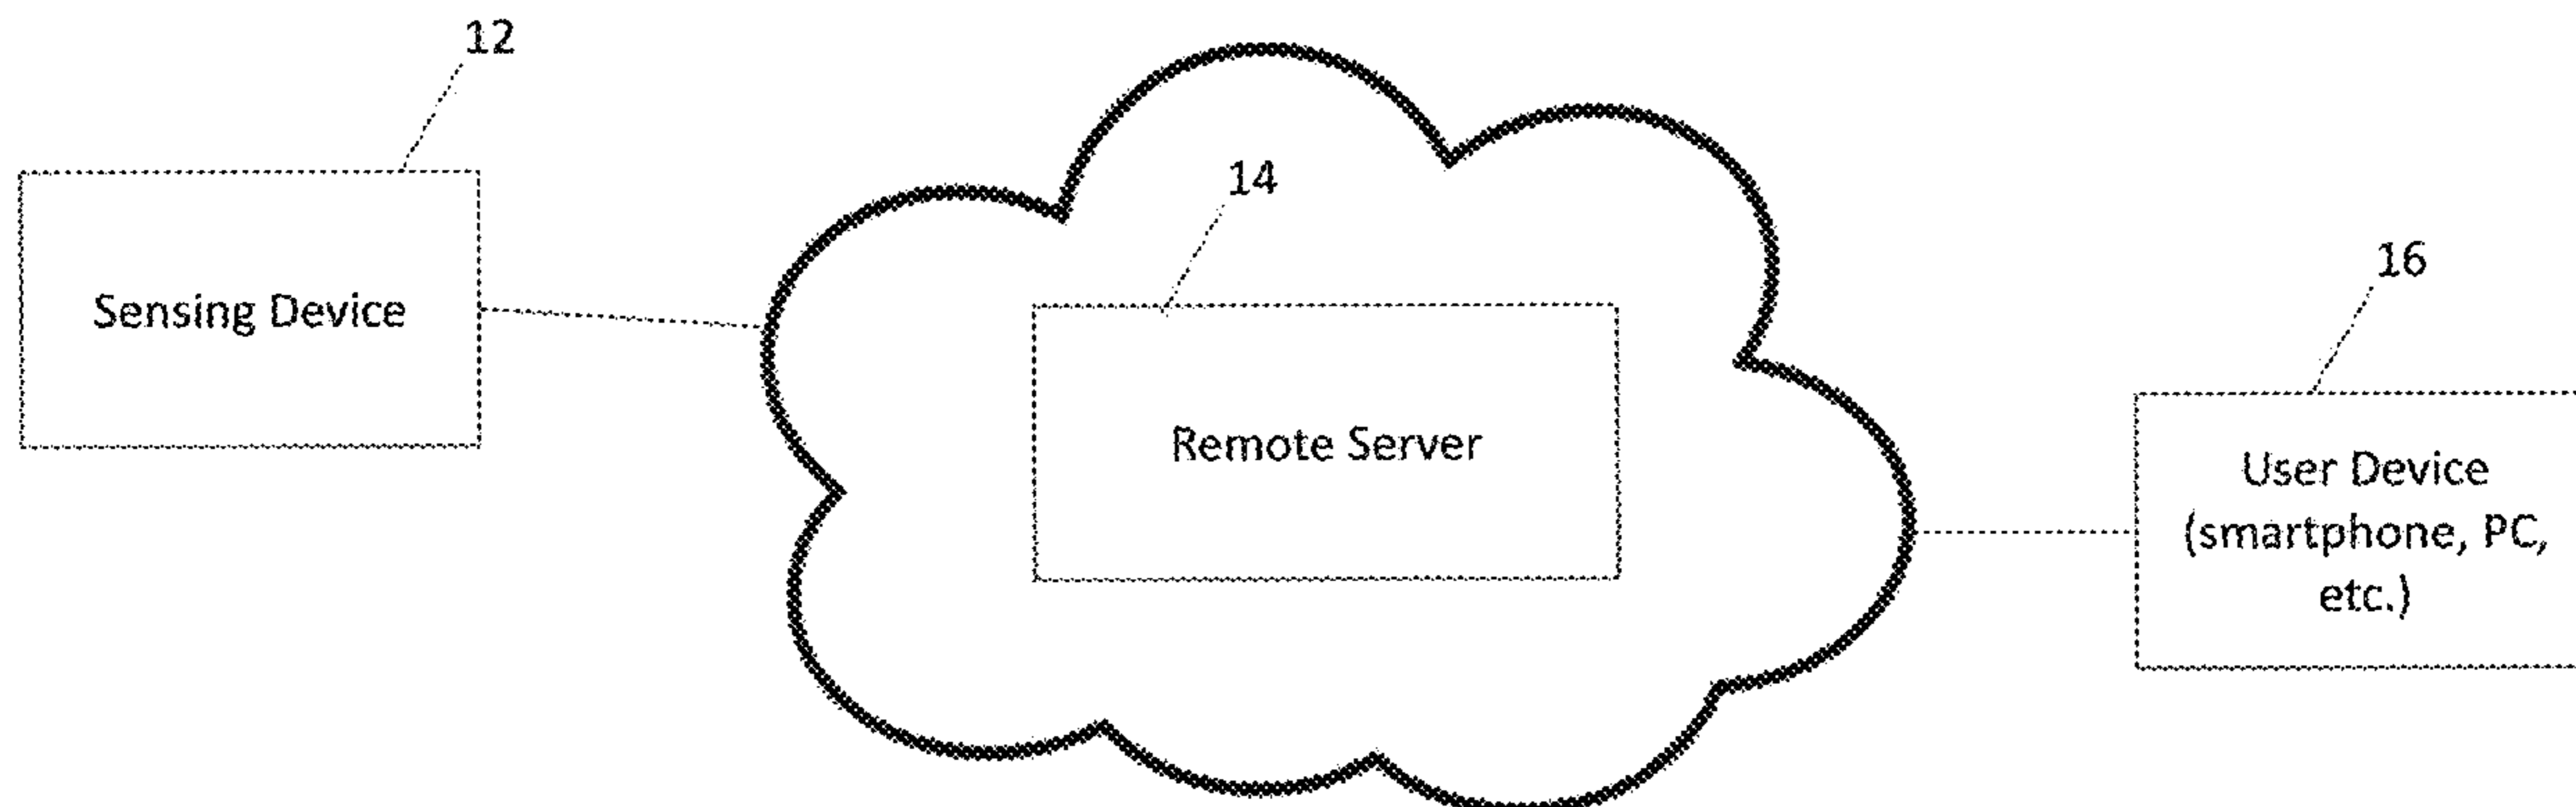 12
14
16
Sensing Device
Remote Server
User Device
(smartphone, PC,
etc.)